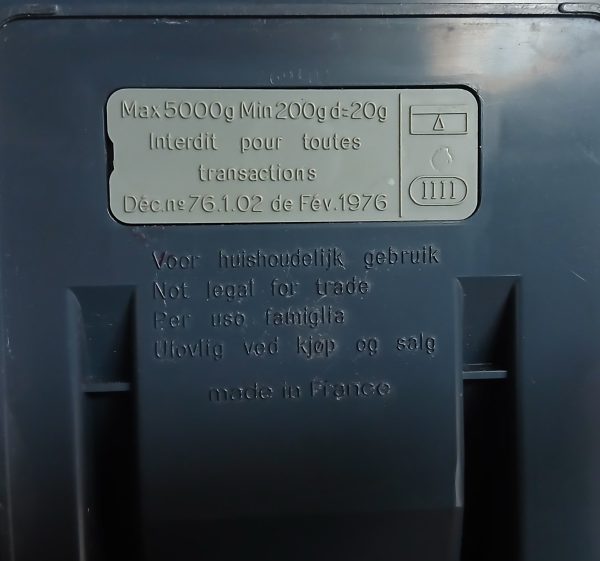 Max 5000g Min 200g d=20g
Interdit pour toutes
transactions
Déc.nº 76.1.02 de Fév.1976
1111
Voor huishoudelijk gebruik
Not legal for trade
Per uso famiglia
Ulovlig ved kjøp og salg
made in France